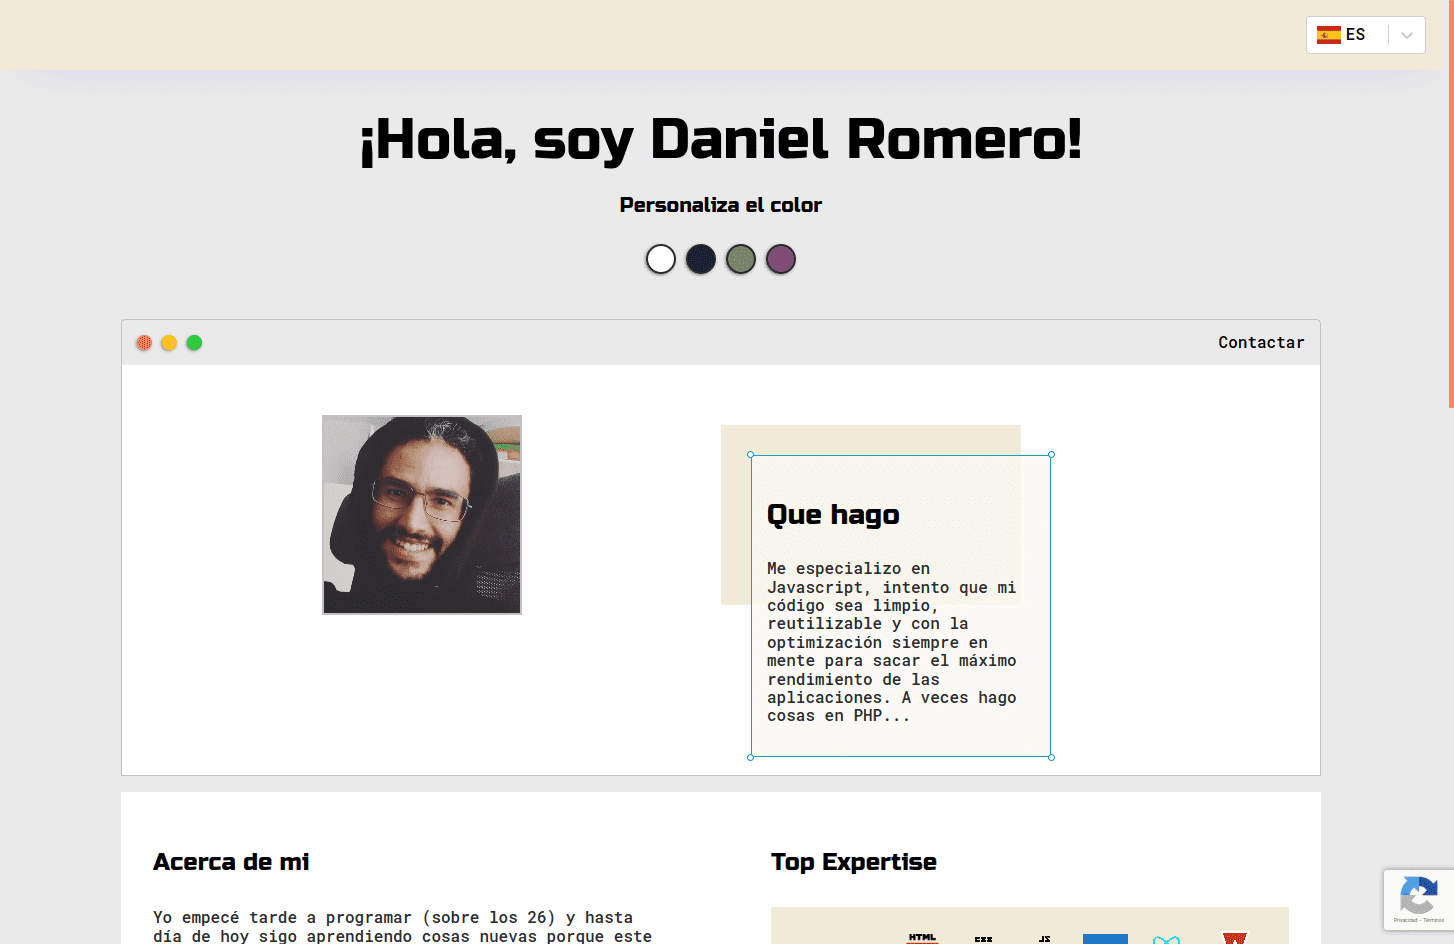 ES
¡Hola, soy Daniel Romero!
Personaliza el color
Contactar
Que hago
Me especializo en
Javascript, intento que mi
código sea limpio,
reutilizable y con la
optimización siempre en
mente para sacar el máximo
rendimiento de las
aplicaciones. A veces hago
cosas en PHP...
Acerca de mi
Yo empecé tarde a programar (sobre los 26) y hasta
día de hoy sigo aprendiendo cosas nuevas porque este
Top Expertise
HTML
CSS
JS
Privacidad - Términos